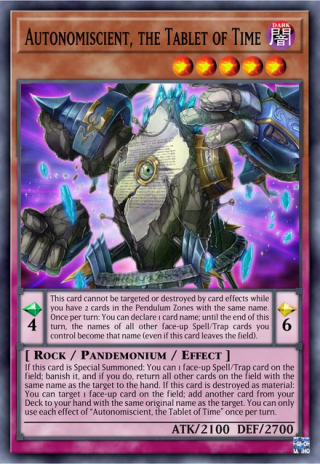 Autonomiscient, the Tablet of Time
DARK
闇
This card cannot be targeted or destroyed by card effects while
you have 2 cards in the Pendulum Zones with the same name.
Once per turn: You can declare 1 card name; until the end of this
turn, the names of all other face-up Spell/Trap cards you
control become that name (even if this card leaves the field).
4
6
[ Rock / Pandemonium / Effect ]
If this card is Special Summoned: You can 1 face-up Spell/Trap card on the
field; banish it, and if you do, return all other cards on the field with the
same name as the target to the hand. If this card is destroyed as material:
You can target 1 face-up card on the field; add another card from your
Deck to your hand with the same original name as the target. You can only
use each effect of "Autonomiscient, the Tablet of Time" once per turn.
ATK/2100 DEF/2700